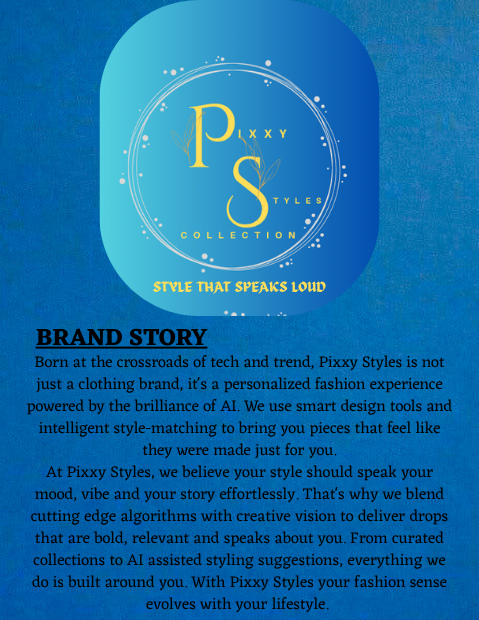 PIXXY
STYLES
COLLECTION
STYLE THAT SPEAKS LOUD
BRAND STORY
Born at the crossroads of tech and trend, Pixxy Styles is not
just a clothing brand, it's a personalized fashion experience
powered by the brilliance of AI. We use smart design tools and
intelligent style-matching to bring you pieces that feel like
they were made just for you.
At Pixxy Styles, we believe your style should speak your
mood, vibe and your story effortlessly. That's why we blend
cutting edge algorithms with creative vision to deliver drops
that are bold, relevant and speaks about you. From curated
collections to AI assisted styling suggestions, everything we
do is built around you. With Pixxy Styles your fashion sense
evolves with your lifestyle.